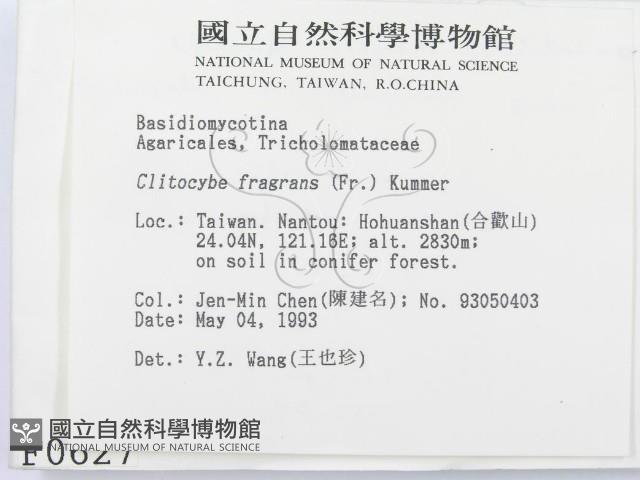 國立自然科學博物館
NATIONAL MUSEUM OF NATURAL SCIENCE
TAICHUNG, TAIWAN, R.O.CHINA
Basidiomycotina
Agaricales, Tricholomataceae
Clitocybe fragrans (Fr.) Kummer
Loc.: Taiwan. Nantou: Hohuanshan(合歡山)
24.04N, 121.16E; alt. 2830m;
on soil in conifer forest.
Col.: Jen-Min Chen(陳建名); No. 93050403
Date: May 04, 1993
Det.: Y.Z. Wang(王也珍)
國立自然科學博物館
NATIONAL MUSEUM OF NATURAL SCIENCE